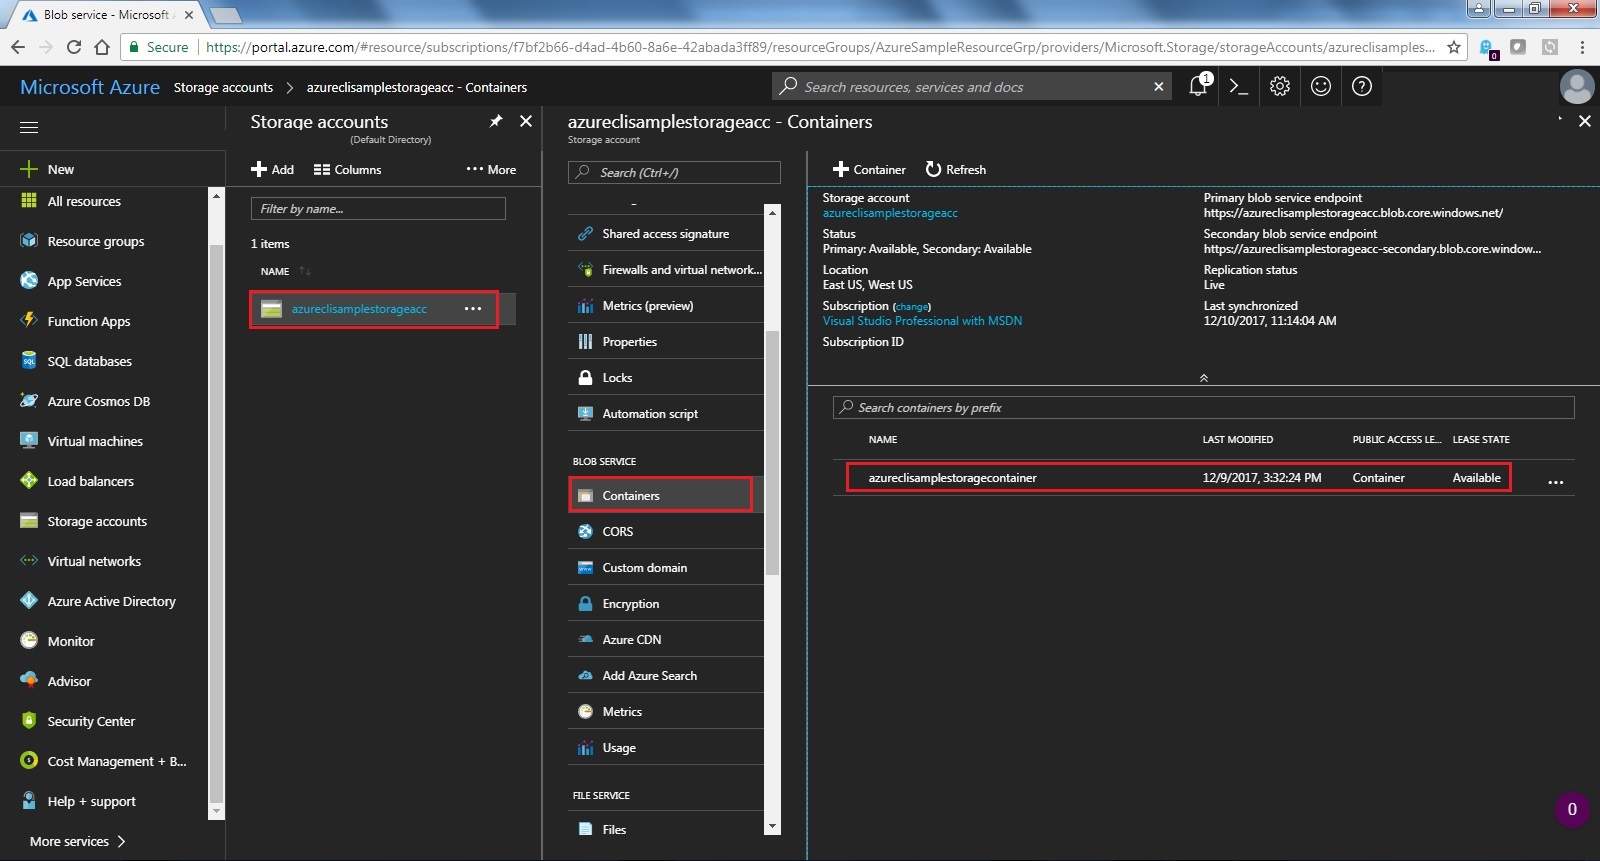 Blob service - Microsoft
Secure
https://portal.azure.com/#resource/subscriptions/f7bf2b66-d4ad-4b60-8a6e-42abada3ff89/resourceGroups/AzureSampleResourceGrp/providers/Microsoft.Storage/storageAccounts/azureclisamples...
0
Microsoft Azure
Storage accounts > azureclisamplestorageacc - Containers
Search resources, services and docs
1
New
All resources
Resource groups
App Services
Function Apps
SQL databases
Azure Cosmos DB
Virtual machines
Load balancers
Storage accounts
Virtual networks
Azure Active Directory
Monitor
Advisor
Security Center
Cost Management + B...
Help + support
More services >
Storage accounts
(Default Directory)
Add
Columns
More
Filter by name...
1 items
NAME
azureclisamplestorageacc
azureclisamplestorageacc - Containers
Storage account
Search (Ctrl+/)
Shared access signature
Firewalls and virtual network...
Metrics (preview)
Properties
Locks
Automation script
BLOB SERVICE
Containers
CORS
Custom domain
Encryption
Azure CDN
Add Azure Search
Metrics
Usage
FILE SERVICE
Files
Container
Refresh
Storage account
azureclisamplestorageacc
Status
Primary: Available, Secondary: Available
Location
East US, West US
Subscription (change)
Visual Studio Professional with MSDN
Subscription ID
Primary blob service endpoint
https://azureclisamplestorageacc.blob.core.windows.net/
Secondary blob service endpoint
https://azureclisamplestorageacc-secondary.blob.core.window...
Replication status
Live
Last synchronized
12/10/2017, 11:14:04 AM
Search containers by prefix
NAME LAST MODIFIED PUBLIC ACCESS LE... LEASE STATE
azureclisamplestoragecontainer 12/9/2017, 3:32:24 PM Container Available
0